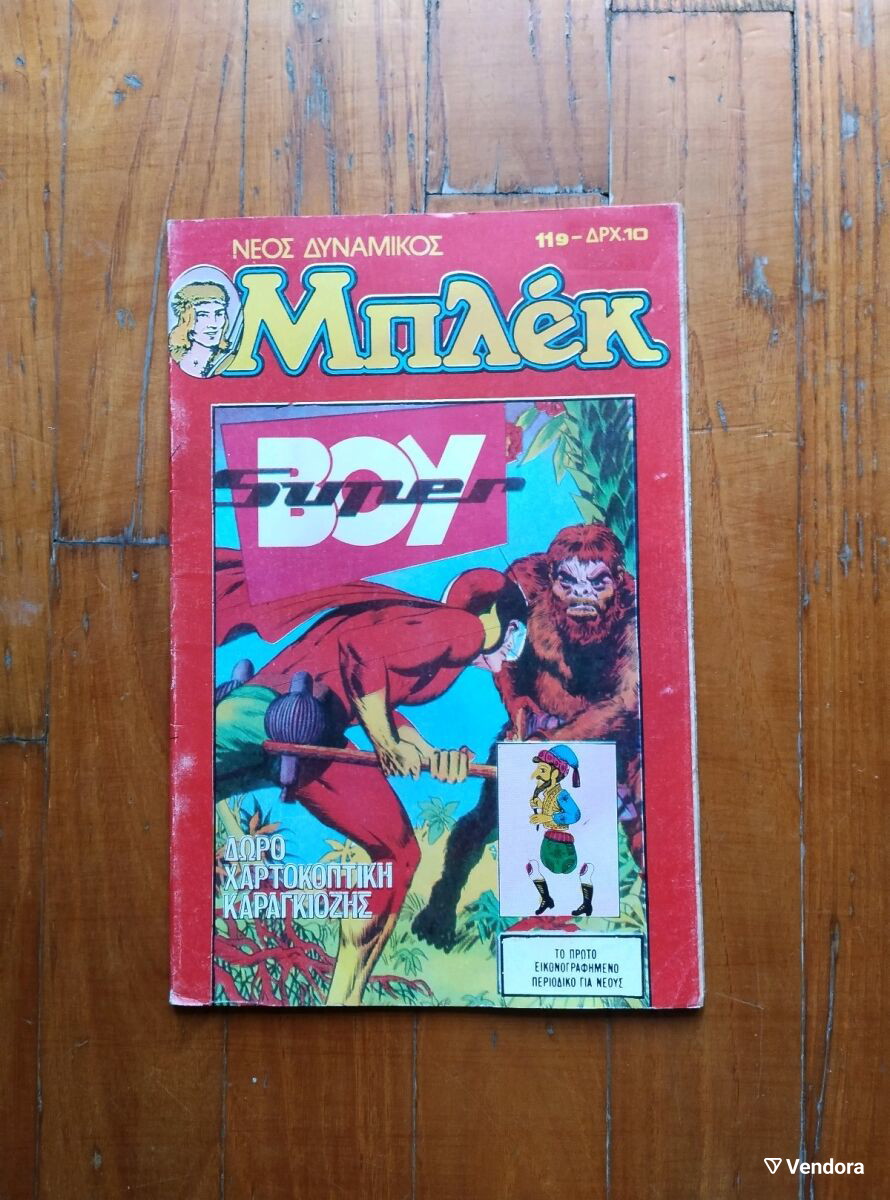 ΝΕΟΣ ΔΥΝΑΜΙΚΟΣ
119 - ΔΡΧ.10
Μπλέκ
BOY
Super
ΔΩΡΟ
ΧΑΡΤΟΚΟΠΤΙΚΗ
ΚΑΡΑΓΚΙΟΖΗΣ
ΤΟ ΠΡΩΤΟ
ΕΙΚΟΝΟΓΡΑΦΗΜΕΝΟ
ΠΕΡΙΟΔΙΚΟ ΓΙΑ ΝΕΟΥΣ
Vendora